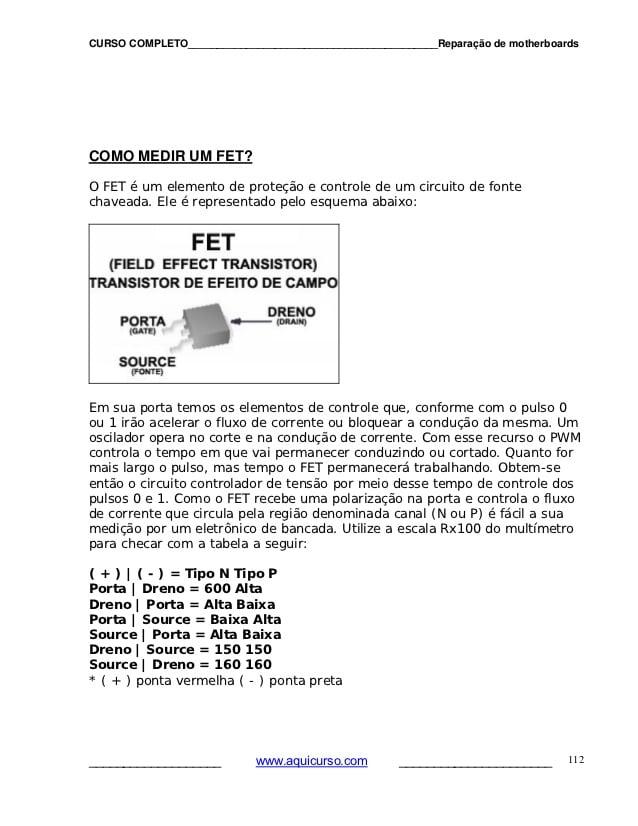 CURSO COMPLETO__________________________________________Reparação de motherboards
COMO MEDIR UM FET?
O FET é um elemento de proteção e controle de um circuito de fonte
chaveada. Ele é representado pelo esquema abaixo:
FET
(FIELD EFFECT TRANSISTOR)
TRANSISTOR DE EFEITO DE CAMPO
PORTA
(GATE)
DRENO
(DRAIN)
SOURCE
(FONTE)
Em sua porta temos os elementos de controle que, conforme com o pulso 0
ou 1 irão acelerar o fluxo de corrente ou bloquear a condução da mesma. Um
oscilador opera no corte e na condução de corrente. Com esse recurso o PWM
controla o tempo em que vai permanecer conduzindo ou cortado. Quanto for
mais largo o pulso, mas tempo o FET permanecerá trabalhando. Obtem-se
então o circuito controlador de tensão por meio desse tempo de controle dos
pulsos 0 e 1. Como o FET recebe uma polarização na porta e controla o fluxo
de corrente que circula pela região denominada canal (N ou P) é fácil a sua
medição por um eletrônico de bancada. Utilize a escala Rx100 do multímetro
para checar com a tabela a seguir:
( + ) | ( - ) = Tipo N Tipo P
Porta | Dreno = 600 Alta
Dreno | Porta = Alta Baixa
Porta | Source = Baixa Alta
Source | Porta = Alta Baixa
Dreno | Source = 150 150
Source | Dreno = 160 160
* ( + ) ponta vermelha ( - ) ponta preta
___________________ www.aquicurso.com ______________________ 112